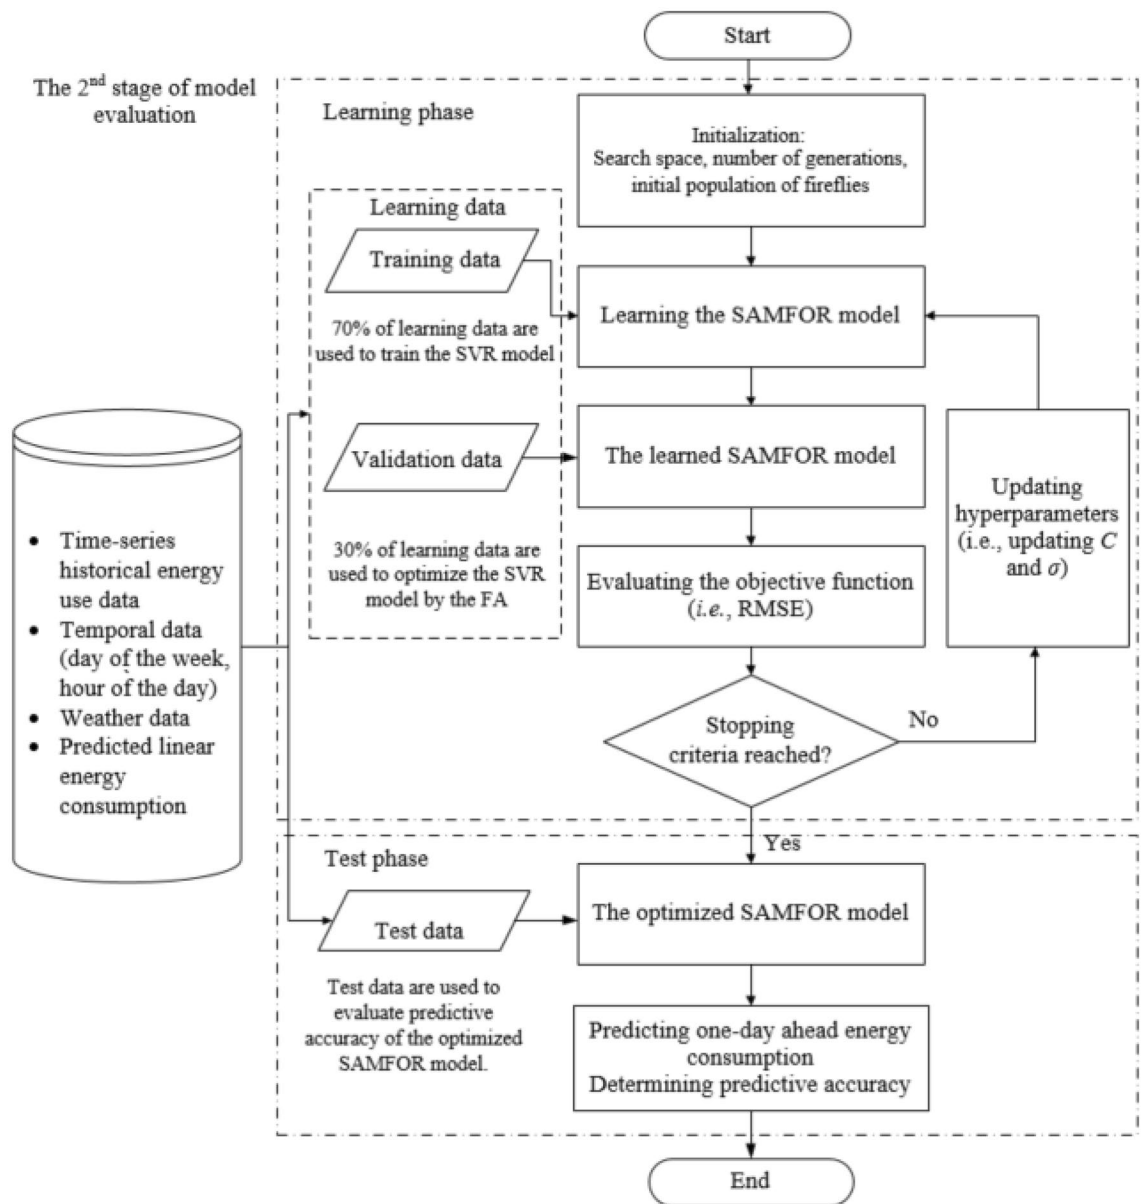 Start
The 2nd stage of model
evaluation
Learning phase
Initialization:
Search space, number of generations,
initial population of fireflies
Learning data
Training data
70% of learning data are
used to train the SVR model
Learning the SAMFOR model
Validation data
The learned SAMFOR model
30% of learning data are
used to optimize the SVR
model by the FA
Evaluating the objective function
(i.e., RMSE)
Updating
hyperparameters
(i.e., updating C
and σ)
• Time-series
historical energy
use data
• Temporal data
(day of the week,
hour of the day)
• Weather data
• Predicted linear
energy
consumption
Stopping
criteria reached?
No
Yes
Test phase
Test data
The optimized SAMFOR model
Test data are used to
evaluate predictive
accuracy of the optimized
SAMFOR model.
Predicting one-day ahead energy
consumption
Determining predictive accuracy
End